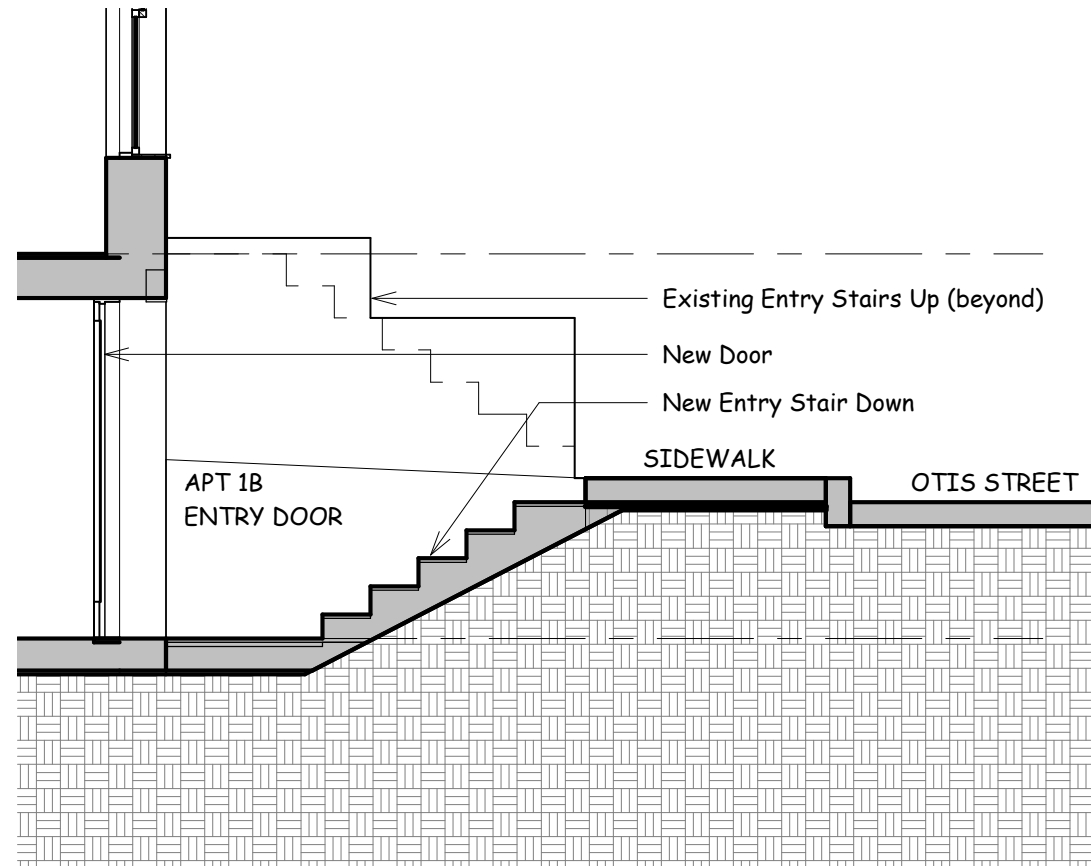 Existing Entry Stairs Up (beyond)
New Door
New Entry Stair Down
SIDEWALK
APT 1B
ENTRY DOOR
OTIS STREET